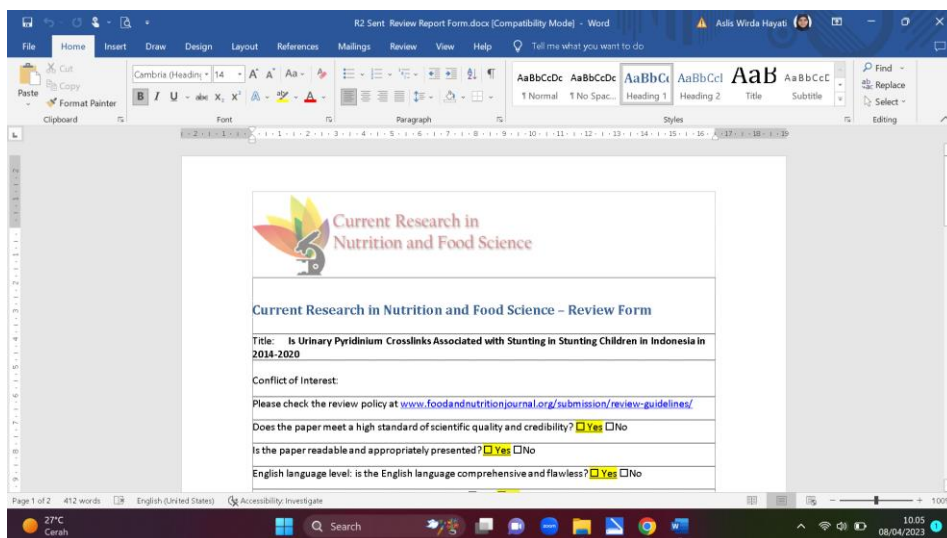 R2 Sent Review Report Form.docx [Compatibility Mode] - Word
Aslis Wirda Hayati
File Home Insert Draw Design Layout References Mailings Review View Help Tell me what you want to do
Cut
Copy
Paste
Format Painter
Clipboard
Cambria (Headin 14
B I U abc X₂ X²
Font
Paragraph
AaBbCcDc AaBbCcDc AaBbCc AaBbCcl AaB AaBbCcD
¶ Normal ¶ No Spac... Heading 1 Heading 2 Title Subtitle
Styles
Find
Replace
Select
Editing
Current Research in
Nutrition and Food Science
Current Research in Nutrition and Food Science – Review Form
Title: Is Urinary Pyridinium Crosslinks Associated with Stunting in Stunting Children in Indonesia in
2014-2020
Conflict of Interest:
Please check the review policy at www.foodandnutritionjournal.org/submission/review-guidelines/
Does the paper meet a high standard of scientific quality and credibility? ☐ Yes ☐No
Is the paper readable and appropriately presented? ☐ Yes ☐No
English language level: is the English language comprehensive and flawless? ☐ Yes ☐No
Page 1 of 2 412 words English (United States) Accessibility: Investigate
100%
27°C
Cerah
Search
10.05
08/04/2023